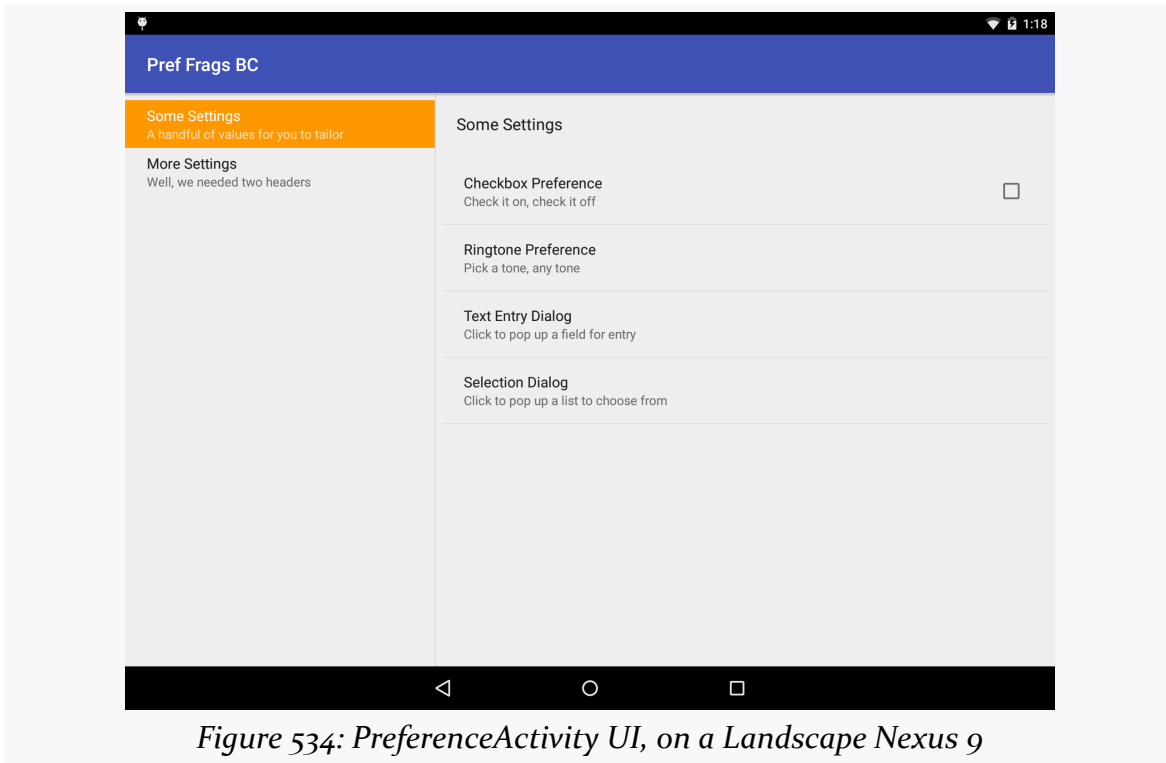 1:18
Pref Frags BC
Some Settings
A handful of values for you to tailor
More Settings
Well, we needed two headers
Some Settings
Checkbox Preference
Check it on, check it off
Ringtone Preference
Pick a tone, any tone
Text Entry Dialog
Click to pop up a field for entry
Selection Dialog
Click to pop up a list to choose from
Figure 534: PreferenceActivity UI, on a Landscape Nexus 9